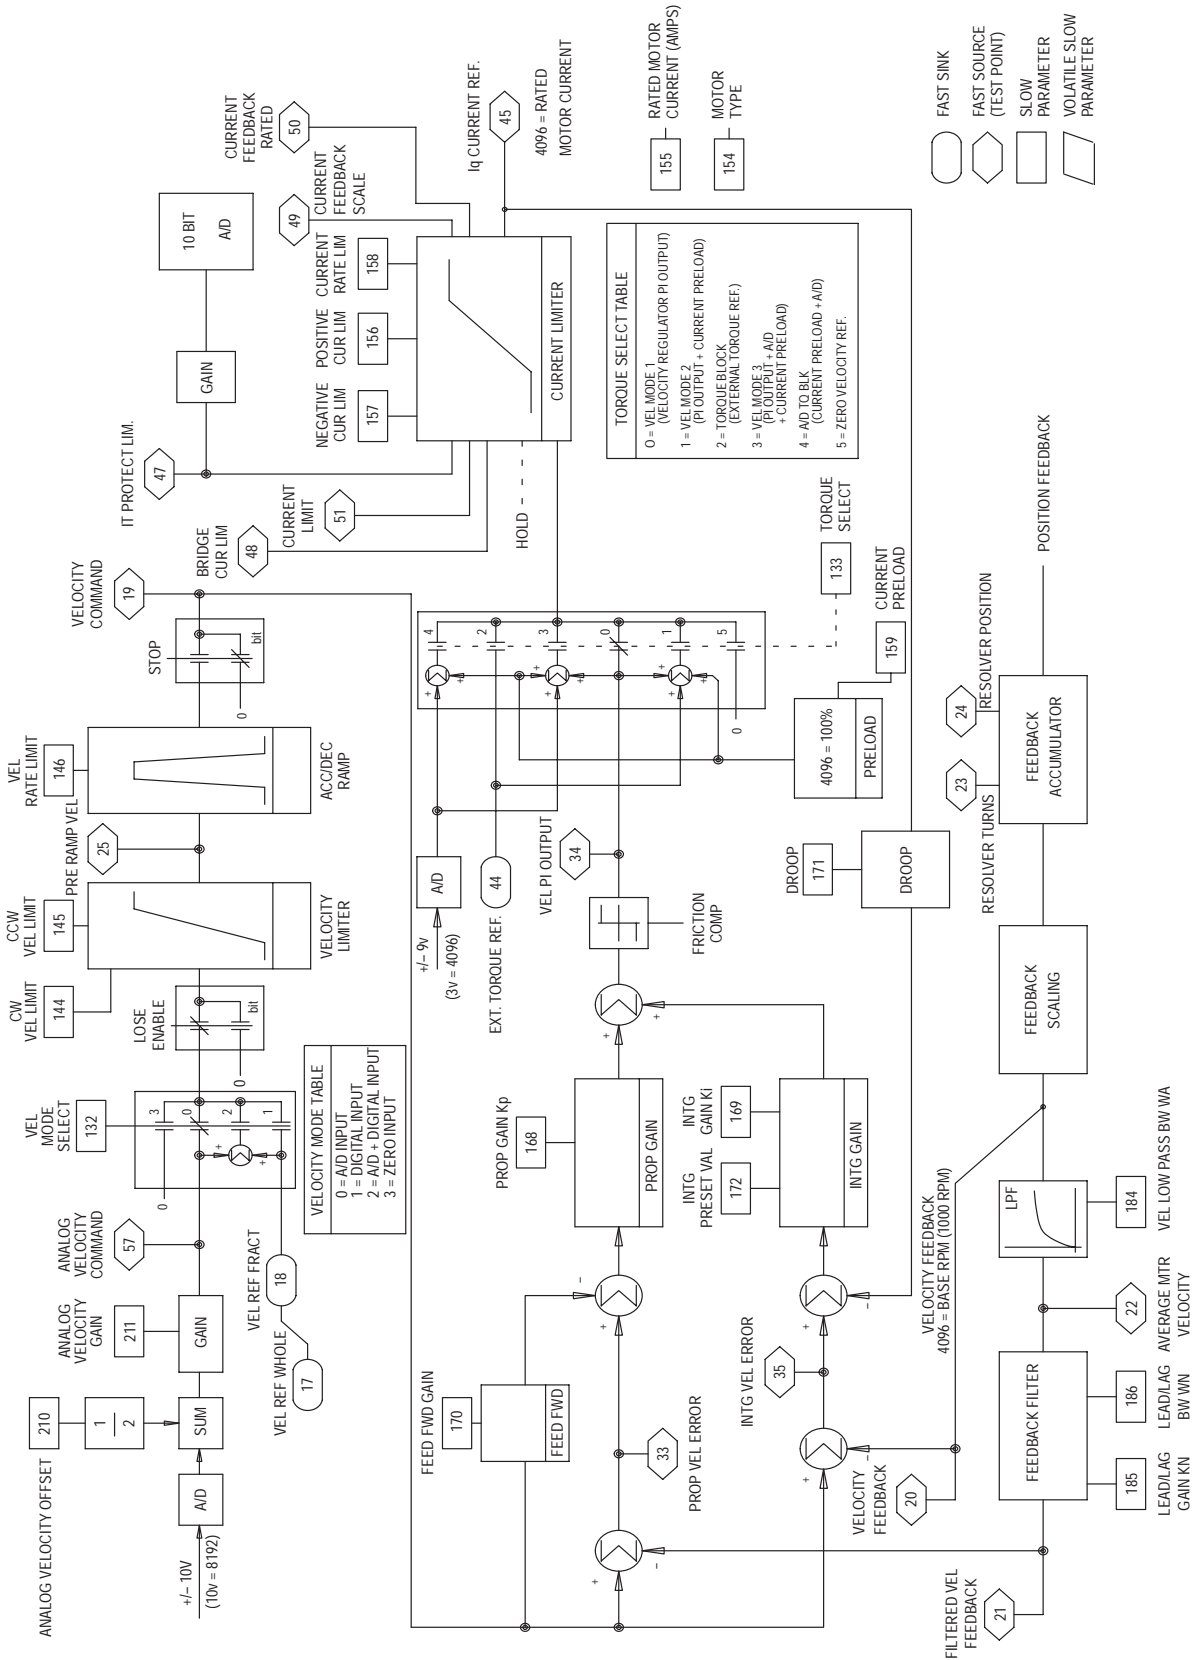 ANALOG VELOCITY OFFSET
210
1
2
+/– 10V
(10v = 8192)
A/D
SUM
ANALOG
VELOCITY
GAIN
211
GAIN
ANALOG
VELOCITY
COMMAND
57
VEL REF WHOLE
17
VEL REF FRACT
18
VEL
MODE
SELECT
132
0
3
0
2
1
+
+
VELOCITY MODE TABLE
0 = A/D INPUT
1 = DIGITAL INPUT
2 = A/D + DIGITAL INPUT
3 = ZERO INPUT
LOSE
ENABLE
0
bit
CW
VEL LIMIT
144
CCW
VEL LIMIT
145
VELOCITY
LIMITER
PRE RAMP VEL
25
VEL
RATE LIMIT
146
ACC/DEC
RAMP
STOP
0
bit
VELOCITY
COMMAND
19
BRIDGE
CUR LIM
48
CURRENT
LIMIT
51
IT PROTECT LIM.
47
GAIN
10 BIT
A/D
NEGATIVE
CUR LIM
157
POSITIVE
CUR LIM
156
CURRENT
RATE LIM
158
CURRENT
FEEDBACK
SCALE
49
CURRENT
FEEDBACK
RATED
50
HOLD
CURRENT LIMITER
Iq CURRENT REF.
45
4096 = RATED
MOTOR CURRENT
+/– 9v
(3v = 4096)
A/D
EXT. TORQUE REF.
44
VEL PI OUTPUT
34
4
2
3
0
1
5
+
+
+
+
+
+
+
0
4096 = 100%
PRELOAD
159
CURRENT
PRELOAD
133
TORQUE
SELECT
TORQUE SELECT TABLE
O = VEL MODE 1
(VELOCITY REGULATOR PI OUTPUT)
1 = VEL MODE 2
(PI OUTPUT + CURRENT PRELOAD)
2 = TORQUE BLOCK
(EXTERNAL TORQUE REF.)
3 = VEL MODE 3
(PI OUTPUT + A/D
+ CURRENT PRELOAD)
4 = A/D TQ BLK
(CURRENT PRELOAD + A/D)
5 = ZERO VELOCITY REF.
155
RATED MOTOR
CURRENT (AMPS)
154
MOTOR
TYPE
FEED FWD GAIN
170
FEED FWD
33
PROP VEL ERROR
+
–
+
–
PROP GAIN Kp
168
PROP GAIN
+
+
FRICTION
COMP
INTG VEL ERROR
35
+
–
+
–
INTG
PRESET VAL
172
INTG
GAIN Ki
169
INTG GAIN
DROOP
171
DROOP
VELOCITY
FEEDBACK
20
VELOCITY FEEDBACK
4096 = BASE RPM (1000 RPM)
FILTERED VEL
FEEDBACK
21
FEEDBACK FILTER
185
LEAD/LAG
GAIN KN
186
LEAD/LAG
BW WN
22
AVERAGE MTR
VELOCITY
LPF
184
VEL LOW PASS BW WA
FEEDBACK
SCALING
RESOLVER TURNS
23
24
RESOLVER POSITION
FEEDBACK
ACCUMULATOR
POSITION FEEDBACK
FAST SINK
FAST SOURCE
(TEST POINT)
SLOW
PARAMETER
VOLATILE SLOW
PARAMETER